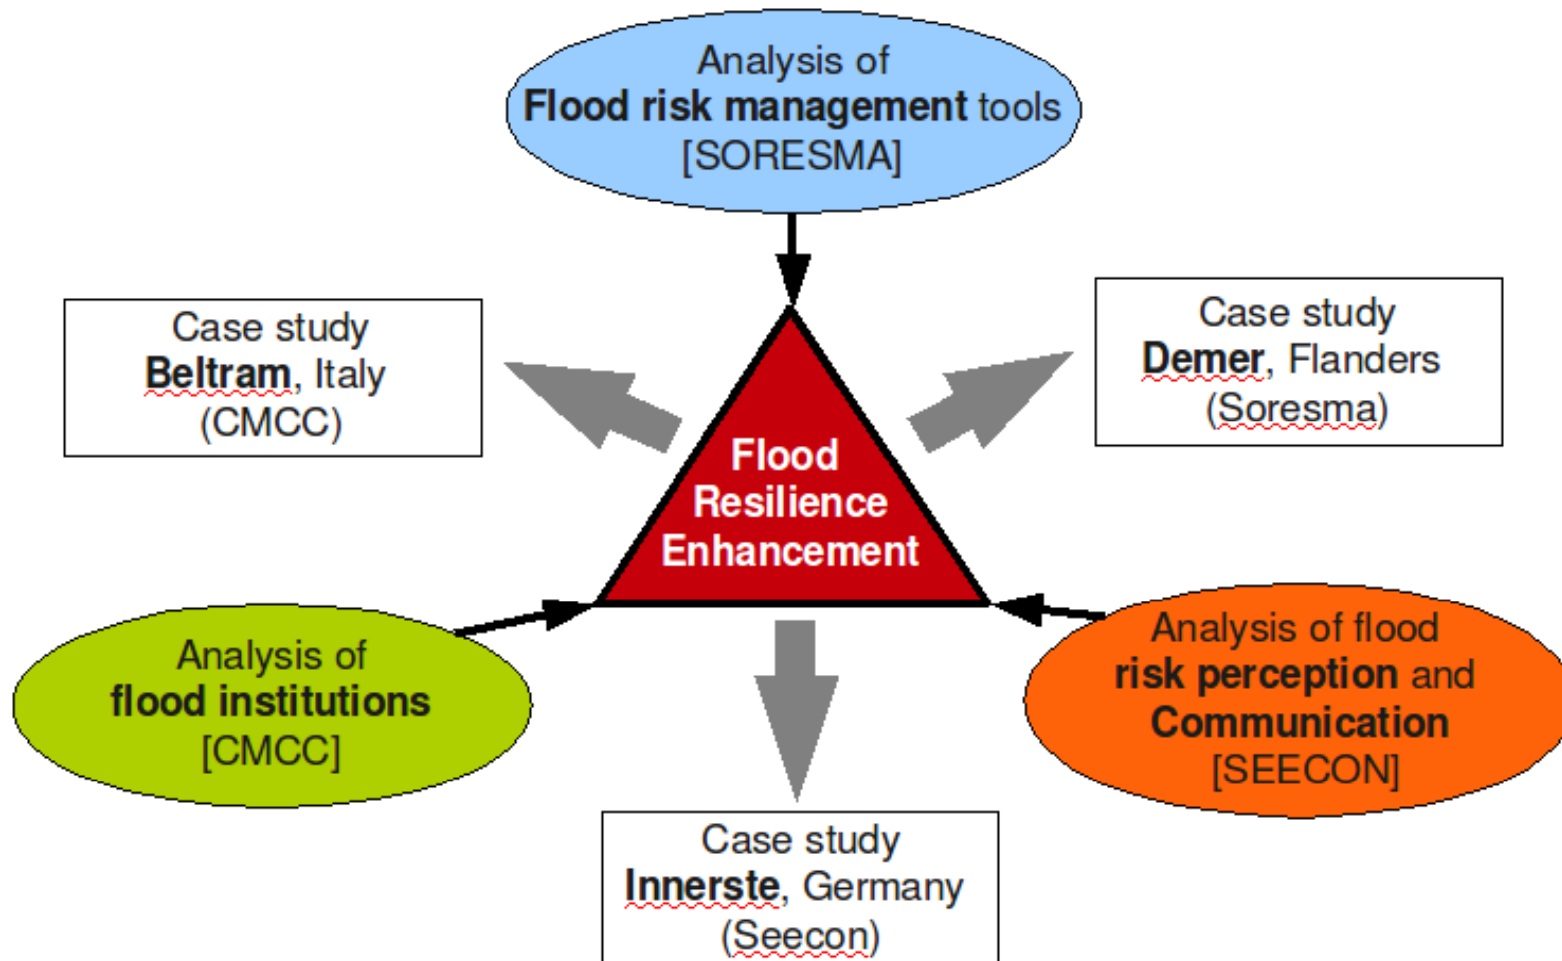 Analysis of
Flood risk management tools
[SORESMA]
Case study
Beltram, Italy
(CMCC)
Case study
Demer, Flanders
(Soresma)
Flood
Resilience
Enhancement
Analysis of
flood institutions
[CMCC]
Analysis of flood
risk perception and
Communication
[SEECON]
Case study
Innerste, Germany
(Seecon)